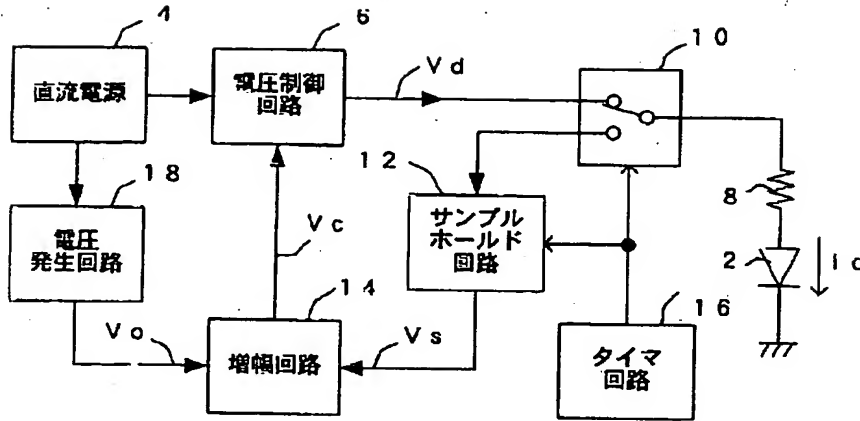 4
6
10
直流電源
電圧制御
回路
Vd
18
12
8
電圧
発生回路
Vc
サンプル
ホールド
回路
2
Id
14
16
Vo
Vs
増幅回路
タイマ
回路